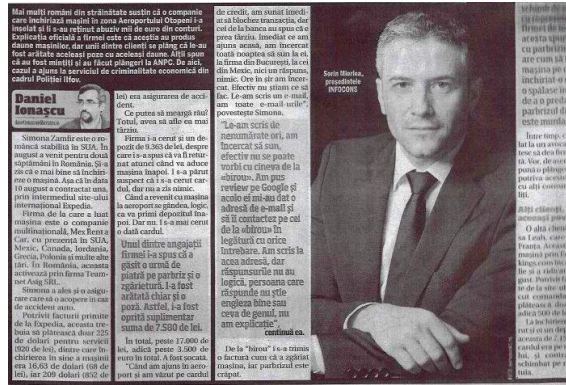 Mai mulți români din străinătate susțin că o companie
care închiriază mașini în zona Aeroportului Otopeni i-a
înșelat și li s-au reținut abuziv mii de euro din conturi.
Explicația oficială a firmei este că aceștia au produs
daune mașinilor, dar unii dintre clienți se plâng că le-au
fost arătate aceleași poze cu aceleași daune. Alții spun
că au fost mințiți și au făcut plângeri la ANPC. De aici,
cazul a ajuns la serviciul de criminalitate economică din
cadrul Poliției Ilfov.
Daniel
Ionașcu
Simona Zamfir este o ro-
mâncă stabilită în SUA. În
august a venit pentru două
săptămâni în România. Și-a
zis că e mai bine să închiri-
eze o mașină. Așa că în data
10 august a contractat una,
prin intermediul site-ului
internațional Expedia.
Firma de la care a luat
mașina este o companie
multinațională, Mex Rent a
Car, cu prezență în SUA,
Mexic, Canada, Iordania,
Grecia, Polonia și multe alte
țări. În România, aceasta
activează prin firma Team-
net Asig SRL.
Simona a ales și o asigu-
rare care să o acopere în caz
de accident auto.
Potrivit facturii primite
de la Expedia, aceasta tre-
buia să plătească doar 225
de dolari pentru servicii
(920 de lei), dintre care în-
chirierea în sine a mașinii
era 16,63 de dolari (68 de
lei), iar 209 dolari (852 de
lei) era asigurarea de acci-
dent.
Ce putea să meargă rău?
Totul, avea să afle ea mai
târziu.
Firma i-a cerut și un depo-
zit de 9.363 de lei, despre
care i s-a spus că va fi retur-
nat atunci când va aduce
mașina înapoi. I s-a părut
suspect că i s-a cerut car-
dul, dar nu a zis nimic.
Când a revenit cu mașina
la aeroport se gândea, logic,
că va primi depozitul îna-
poi. Dar nu. I s-a mai cerut
o dată cardul.
Unul dintre angajații
firmei i-a spus că a
găsit o urmă de
piatră pe parbriz și o
zgârietură. I-a fost
arătată chiar și o
poză. Astfel, i-a fost
oprită suplimentar
suma de 7.580 de lei.
În total, peste 17.000 de
lei, adică peste 3.500 de
euro în total. A fost șocată.
"Când am ajuns în aero-
port și am văzut pe cardul
de credit, am sunat imedi-
at să blochez tranzacția, dar
cei de la banca au spus că e
prea târziu. Imediat ce am
ajuns acasă, am încercat
toată noaptea să sun la ei,
la firma din București, la cei
din Mexic, nici un răspuns,
nimic. Ore în șir am încer-
cat. Efectiv nu știam ce să
fac. Le-am scris un e-mail,
am toate e-mail-urile",
povestește Simona.
"Le-am scris de
nenumărate ori, am
încercat să sun,
efectiv nu se poate
vorbi cu cineva de la
«birou». Am pus
review pe Google și
acolo ei mi-au dat o
adresă de e-mail și
să îi contactez pe cei
de la «birou» în
legătură cu orice
întrebare. Am scris
la acea adresă, dar
răspunsurile nu au
logică, persoana care
răspunde nu știe
engleza bine sau
ceva de genul, nu
am explicație",
continuă ea.
De la "birou" i s-a trimis
o factură cum că a zgâriat
mașina, iar parbrizul este
crăpat.
Sorin Mierlea,
președintele
INFOCONS